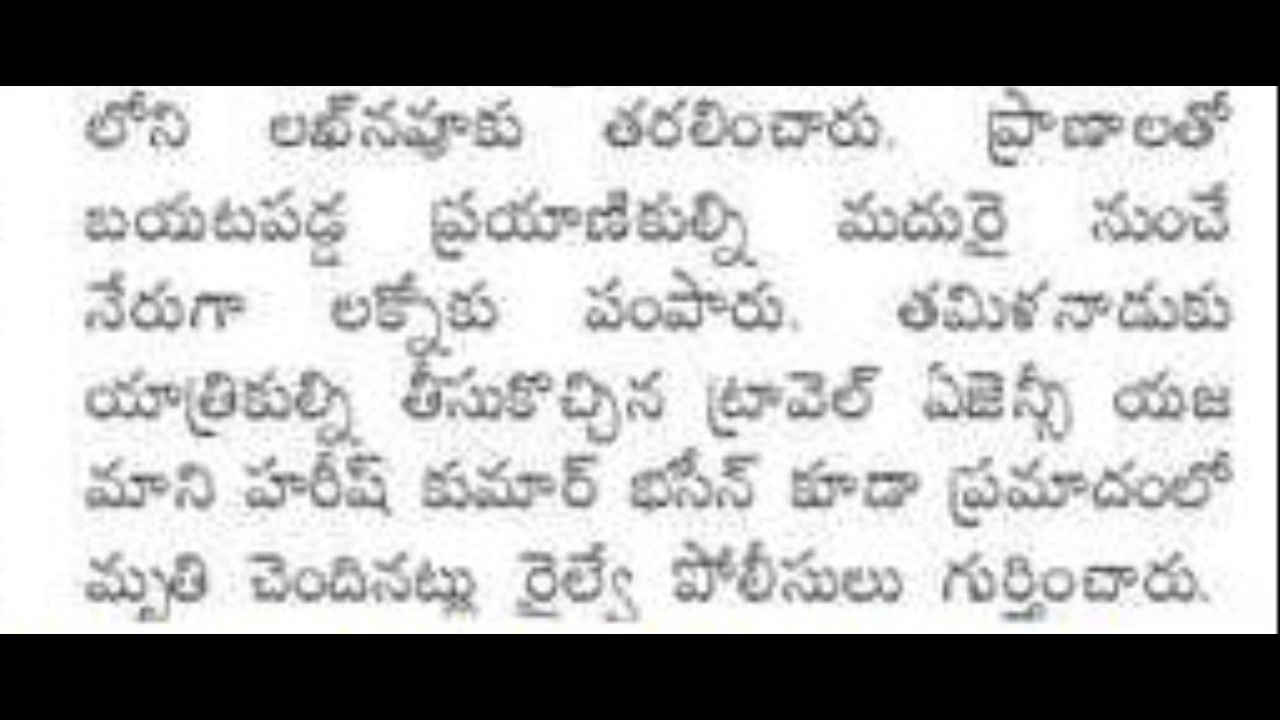 లోని లఖ్‌నవూకు తరలించారు. ప్రాణాలతో
బయటపడ్డ ప్రయాణికుల్ని మదురై నుంచే
నేరుగా లక్నోకు పంపారు. తమిళనాడుకు
యాత్రికుల్ని తీసుకొచ్చిన ట్రావెల్ ఏజెన్సీ యజ
మాని హరీష్ కుమార్ భసేన్ కూడా ప్రమాదంలో
మృతి చెందినట్లు రైల్వే పోలీసులు గుర్తించారు.